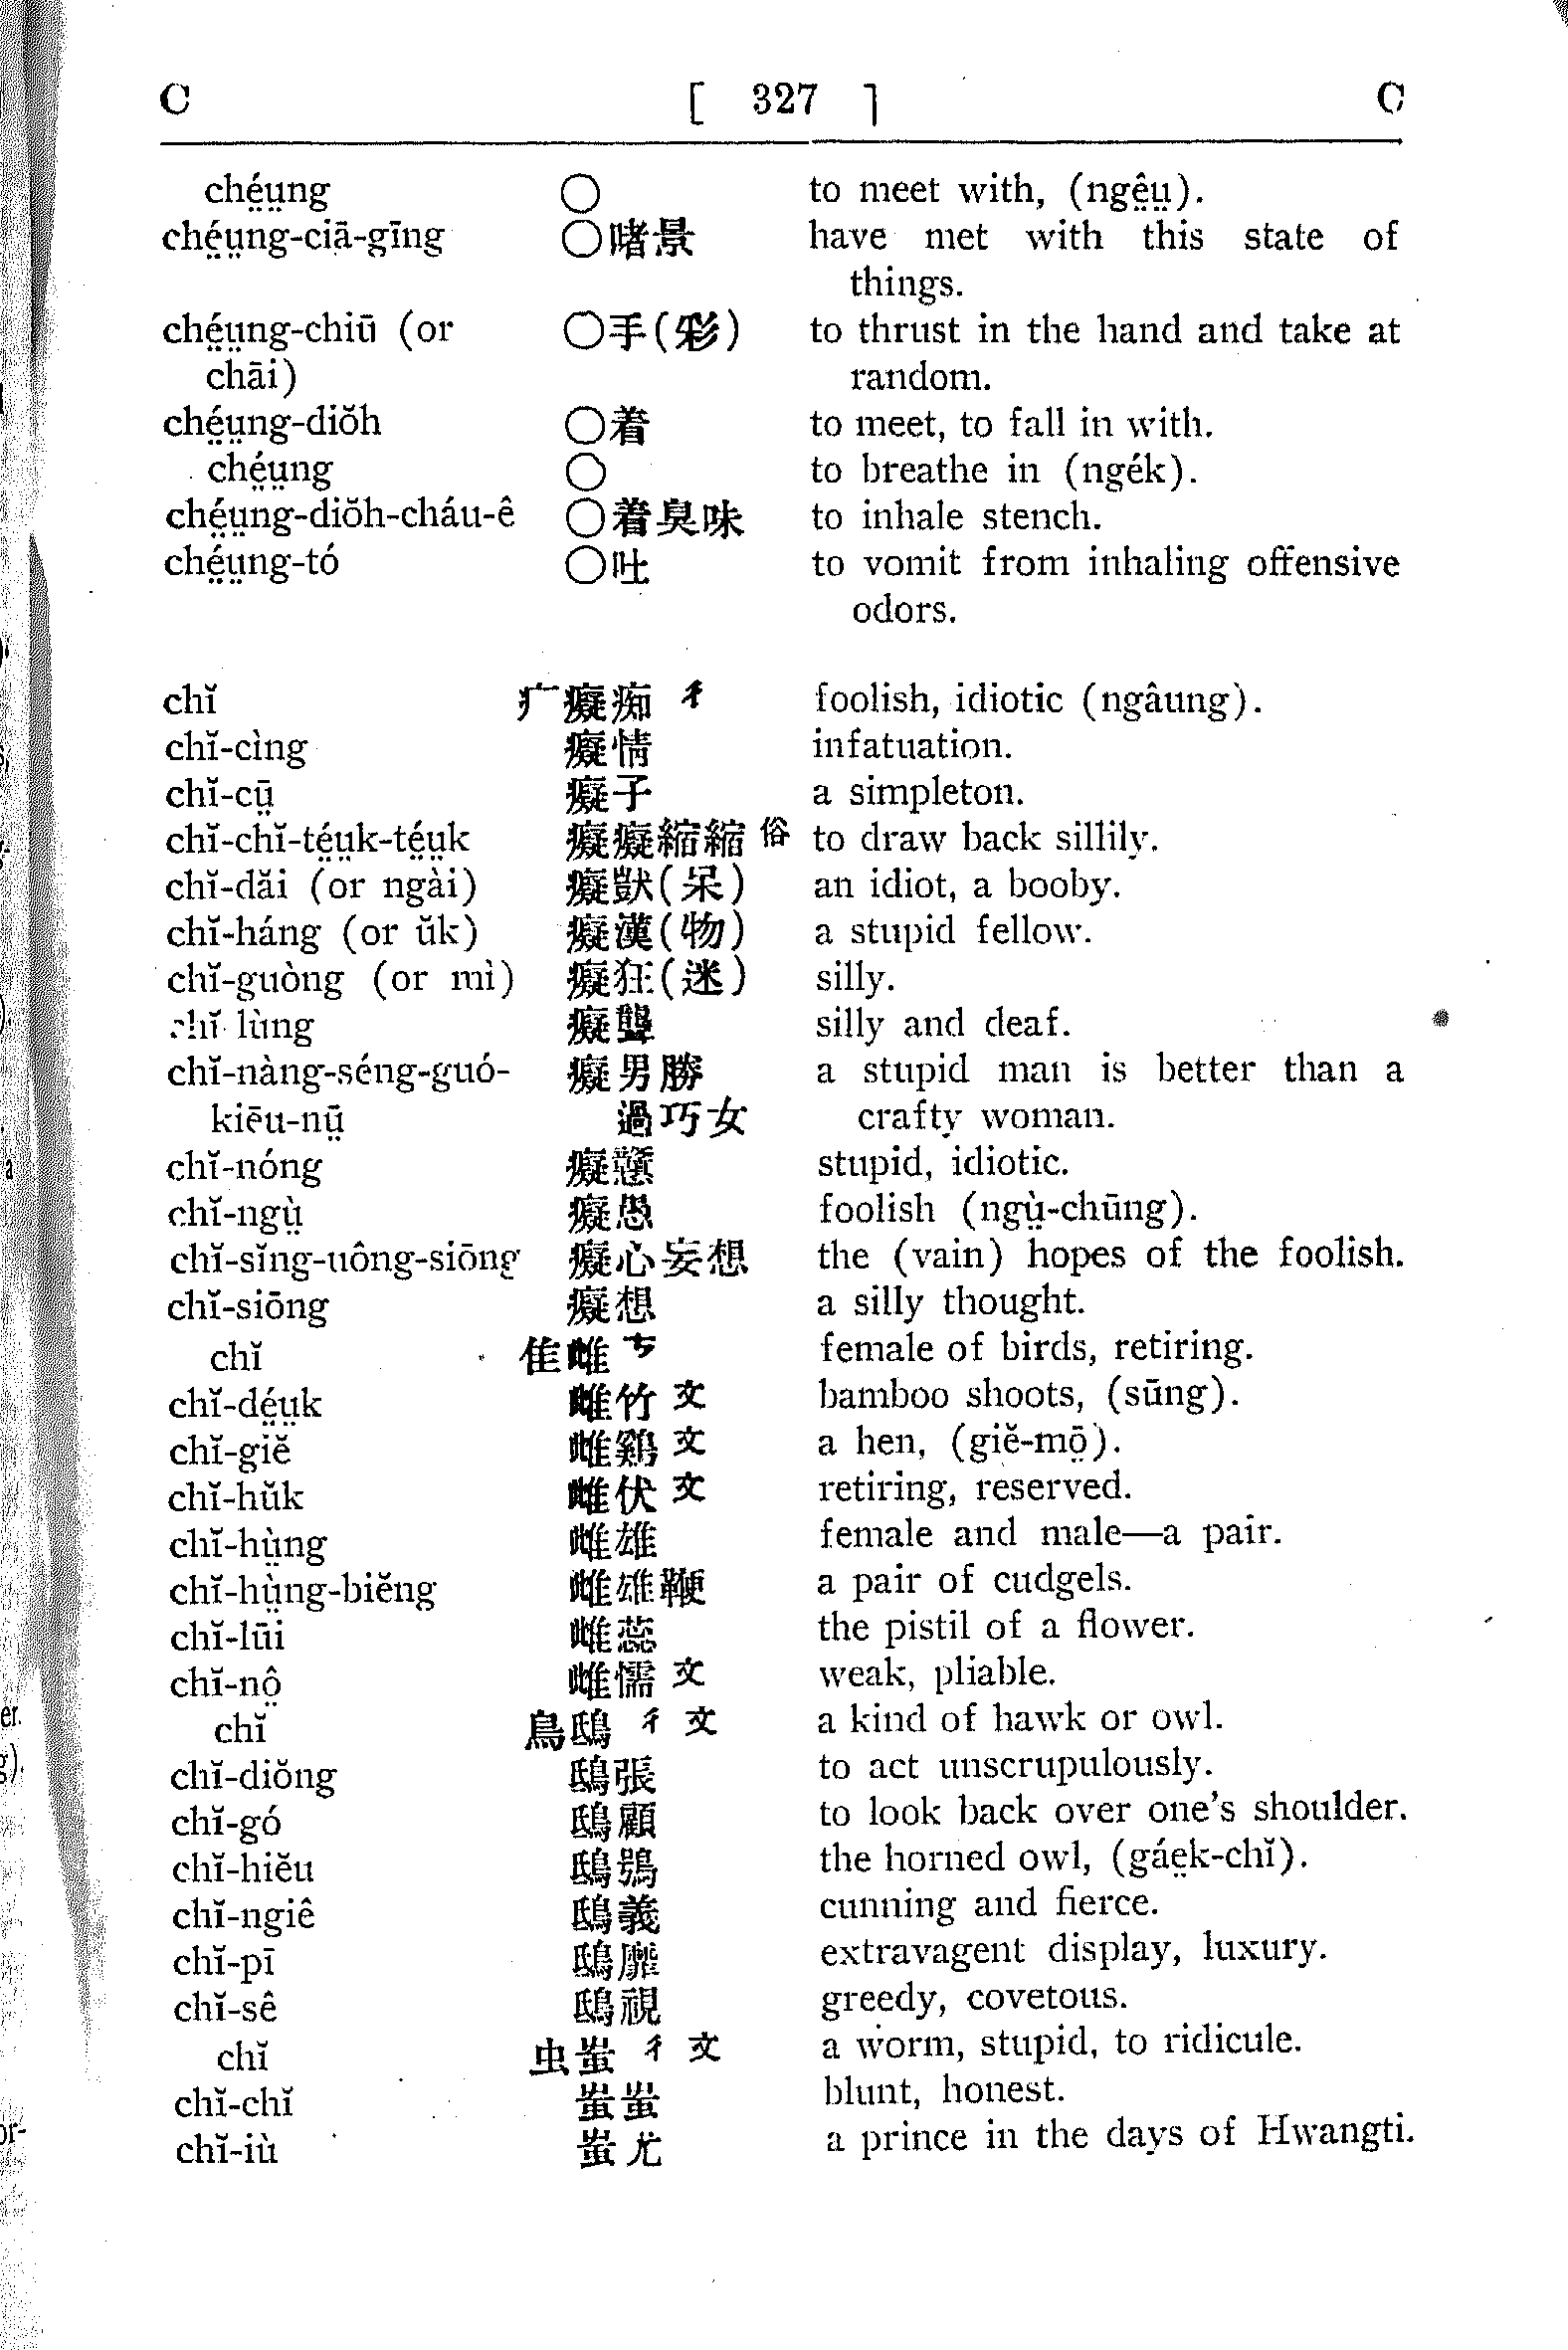 C [ 327 ] C
ché̤ṳng ○ to meet with, (ngê̤ṳ).
ché̤ṳng-ciā-gīng ○啫景 have met with this state of
things.
ché̤ṳng-chiū (or ○手(彩) to thrust in the hand and take at
chāi) random.
ché̤ṳng-diŏh ○着 to meet, to fall in with.
ché̤ṳng ○ to breathe in (ngék).
ché̤ṳng-diŏh-cháu-ê ○着臭味 to inhale stench.
ché̤ṳng-tó ○吐 to vomit from inhaling offensive
odors.
chĭ 疒癡痴 彳 foolish, idiotic (ngâung).
chĭ-cìng 癡情 infatuation.
chĭ-cṳ̄ 癡子 a simpleton.
chĭ-chĭ-té̤ṳk-té̤ṳk 癡癡縮縮 俗 to draw back sillily.
chĭ-dăi (or ngài) 癡獃(呆) an idiot, a booby.
chĭ-háng (or ŭk) 癡漢(物) a stupid fellow.
chĭ-guòng (or mì) 癡狂(迷) silly.
chĭ lùng 癡聾 silly and deaf.
chĭ-nàng-séng-guó- 癡男勝 a stupid man is better than a
kiēu-nṳ̄ 過巧女 crafty woman.
chĭ-nóng 癡戇 stupid, idiotic.
chĭ-ngṳ̀ 癡愚 foolish (ngṳ̀-chūng).
chĭ-sĭng-uông-siōng 癡心妄想 the (vain) hopes of the foolish.
chĭ-siōng 癡想 a silly thought.
chĭ 隹雌 ㄘ female of birds, retiring.
chĭ-dé̤ṳk 雌竹 文 bamboo shoots, (sūng).
chĭ-giĕ 雌鷄 文 a hen, (giĕ-mō̤).
chĭ-hŭk 雌伏 文 retiring, reserved.
chĭ-hṳ̀ng 雌雄 female and male—a pair.
chĭ-hṳ̀ng-biĕng 雌雄鞭 a pair of cudgels.
chĭ-lūi 雌蕊 the pistil of a flower.
chĭ-nô̤ 雌懦 文 weak, pliable.
chĭ 鳥鴟 彳 文 a kind of hawk or owl.
chĭ-diŏng 鴟張 to act unscrupulously.
chĭ-gó 鴟顧 to look back over one's shoulder.
chĭ-hiĕu 鴟鴞 the horned owl, (gáe̤k-chĭ).
chĭ-ngiê 鴟義 cunning and fierce.
chĭ-pī 鴟靡 extravagent display, luxury.
chĭ-sê 鴟視 greedy, covetous.
chĭ 虫蚩 彳 文 a worm, stupid, to ridicule.
chĭ-chĭ 蚩蚩 blunt, honest.
chĭ-iù 蚩尤 a prince in the days of Hwangti.